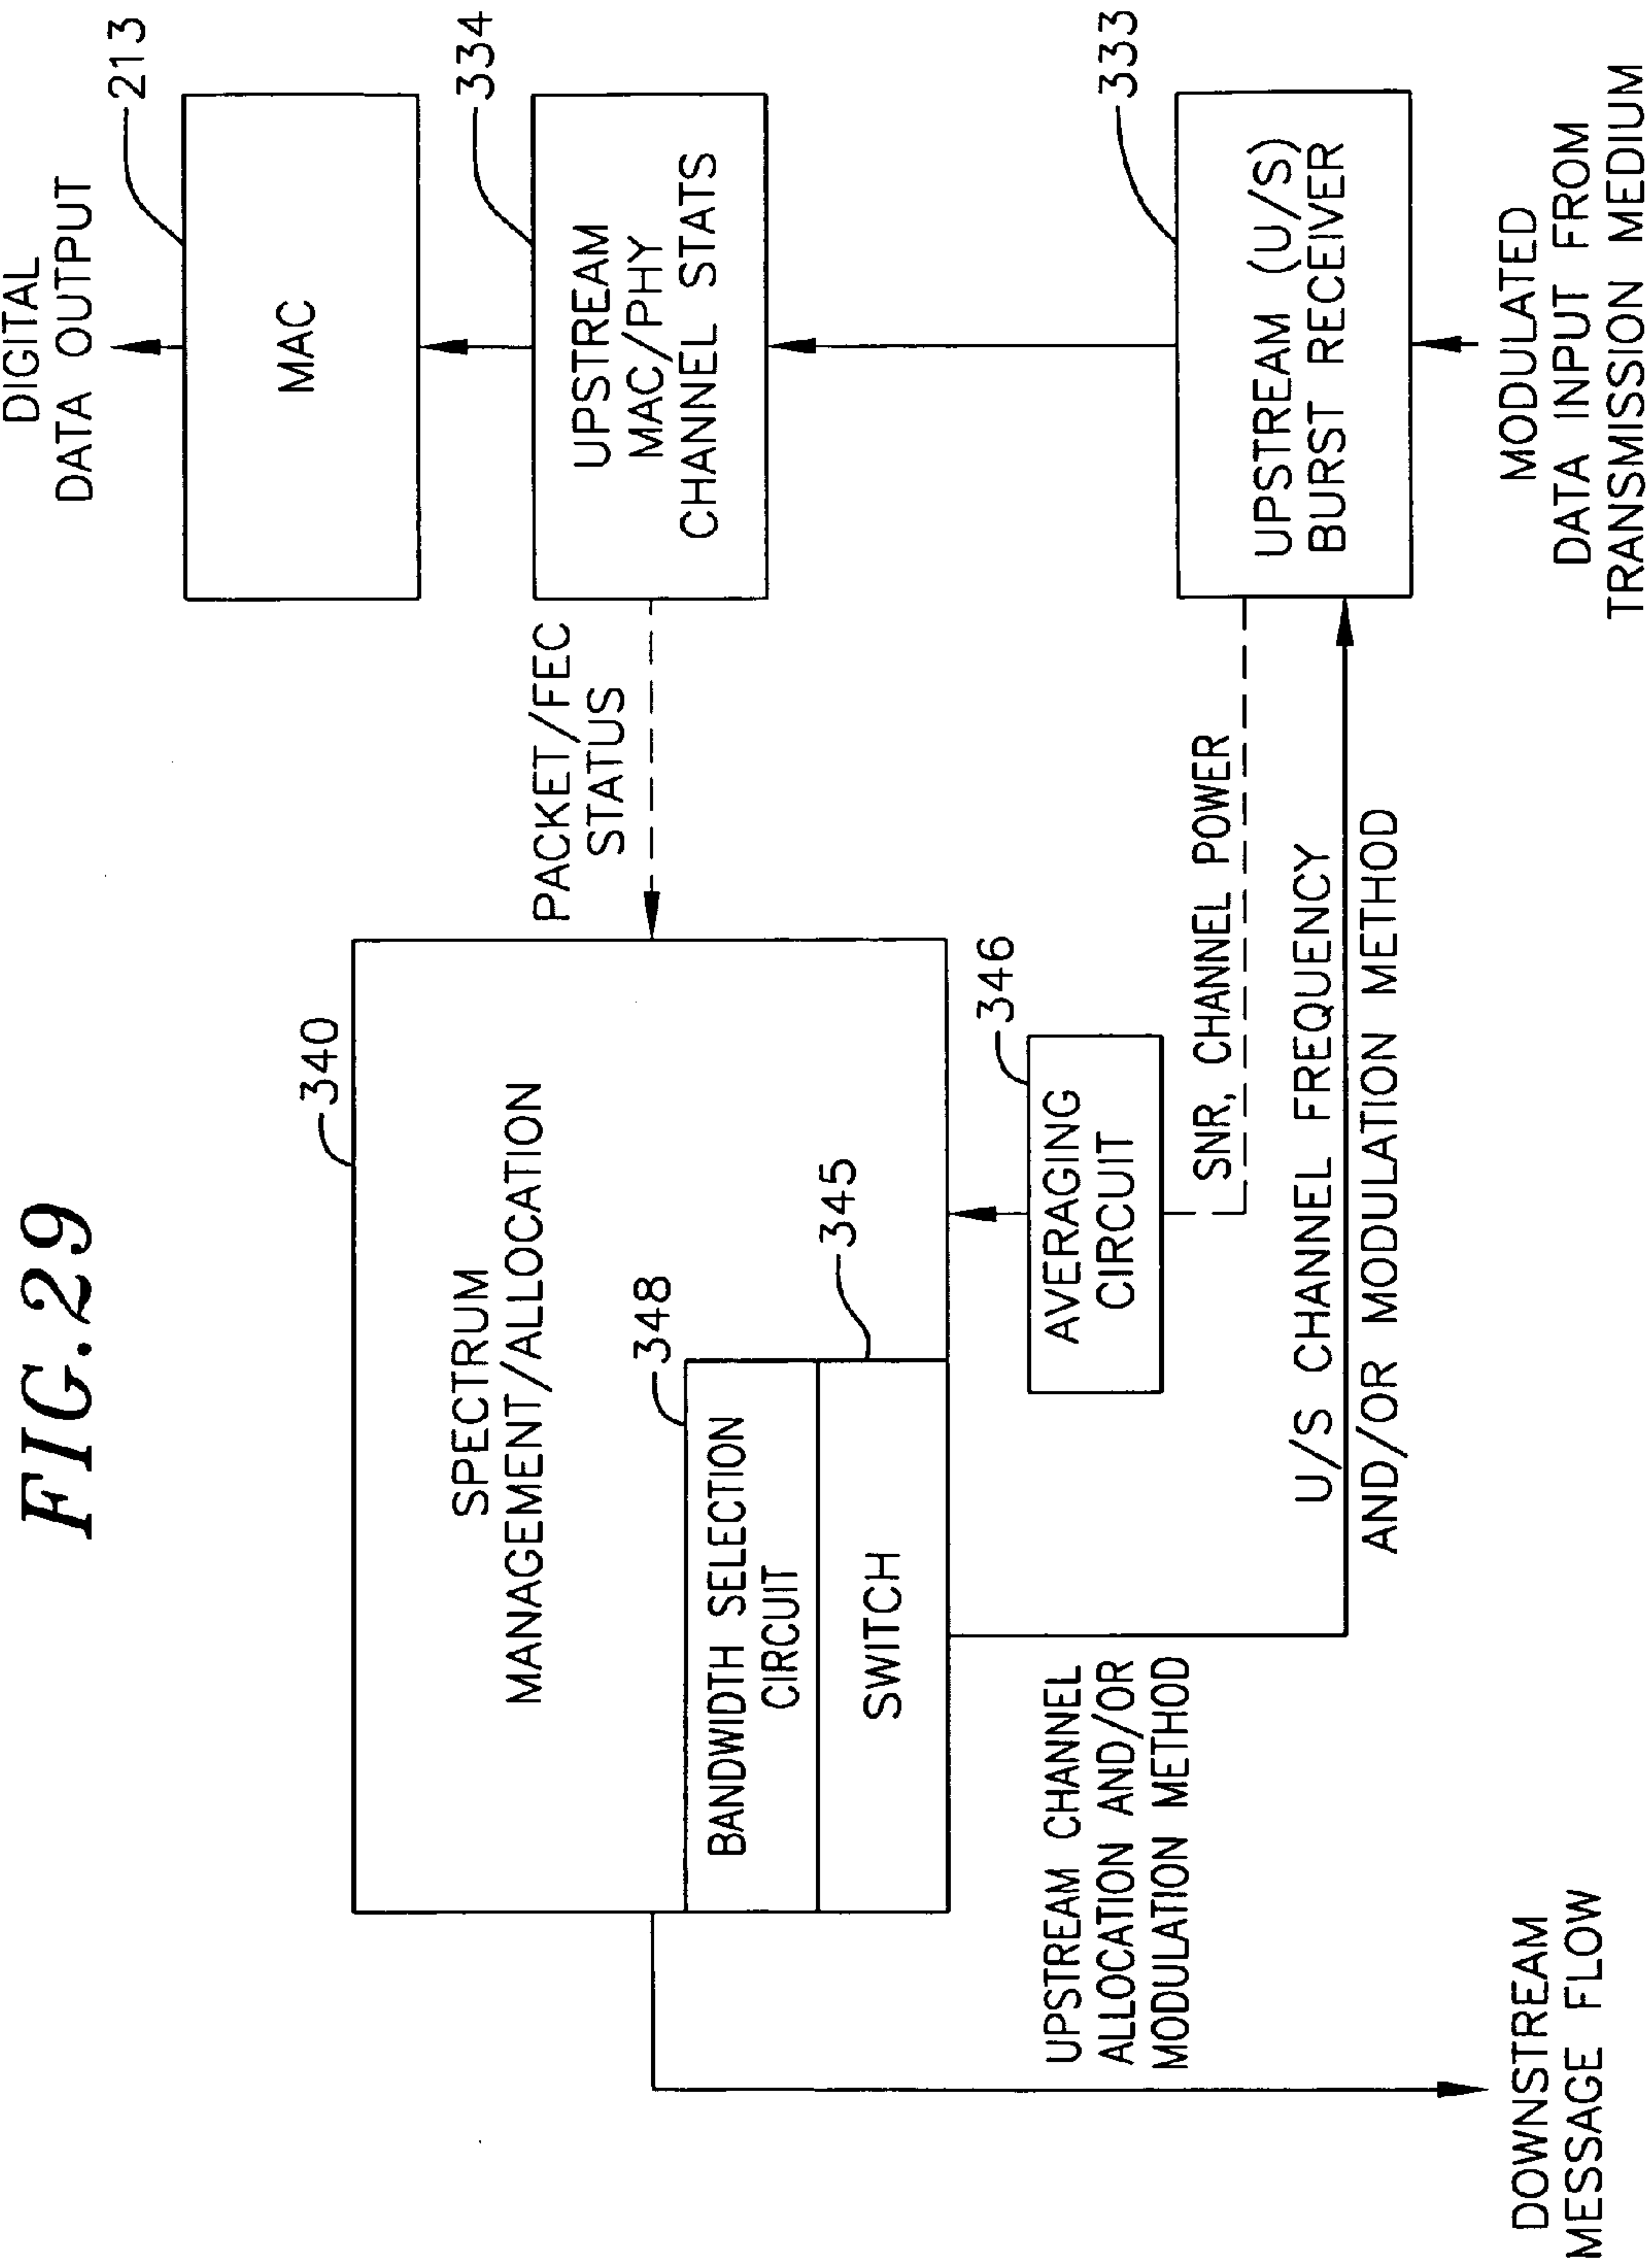 FIG.29
DIGITAL
DATA OUTPUT
213
MAC
334
UPSTREAM
MAC/PHY
CHANNEL STATS
PACKET/FEC
STATUS
340
SPECTRUM
MANAGEMENT/ALLOCATION
348
BANDWIDTH SELECTION
CIRCUIT
345
SWITCH
346
AVERAGING
CIRCUIT
SNR, CHANNEL POWER
333
UPSTREAM (U/S)
BURST RECEIVER
U/S CHANNEL FREQUENCY
AND/OR MODULATION METHOD
UPSTREAM CHANNEL
ALLOCATION AND/OR
MODULATION METHOD
MODULATED
DATA INPUT FROM
TRANSMISSION MEDIUM
DOWNSTREAM
MESSAGE FLOW